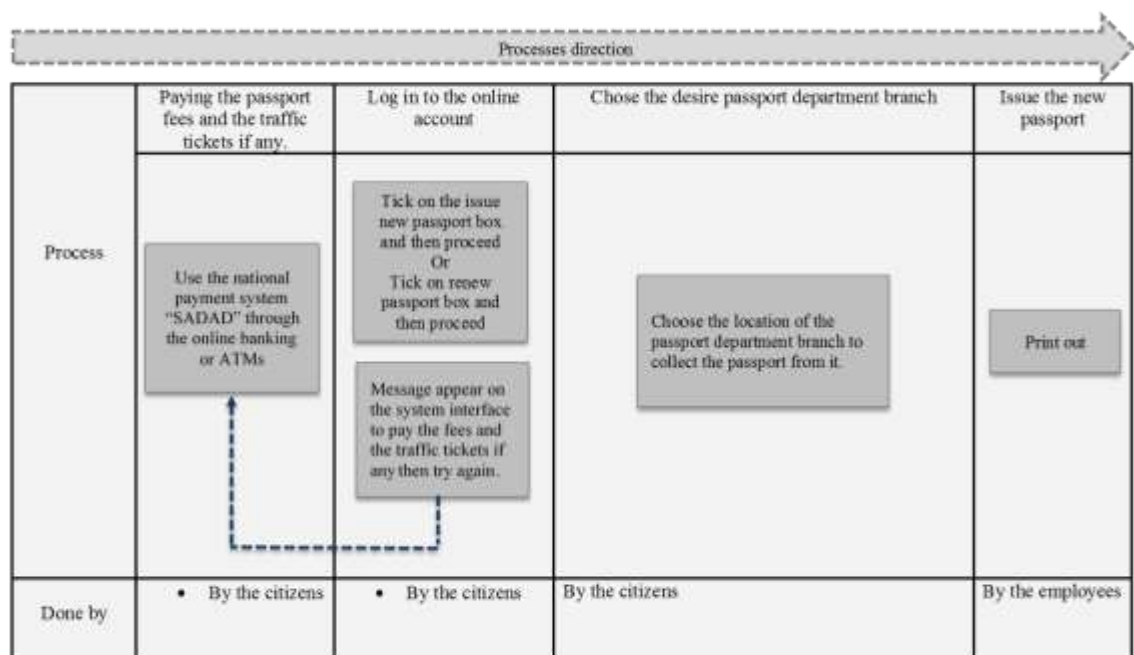 Processes direction
Paying the passport
fees and the traffic
tickets if any.
Log in to the online
account
Chose the desire passport department branch
Issue the new
passport
Process
Use the national
payment system
“SADAD” through
the online banking
or ATMs
Tick on the issue
new passport box
and then proceed
Or
Tick on renew
passport box and
then proceed
Message appear on
the system interface
to pay the fees and
the traffic tickets if
any then try again.
Choose the location of the
passport department branch to
collect the passport from it.
Print out
Done by
• By the citizens
• By the citizens
By the citizens
By the employees